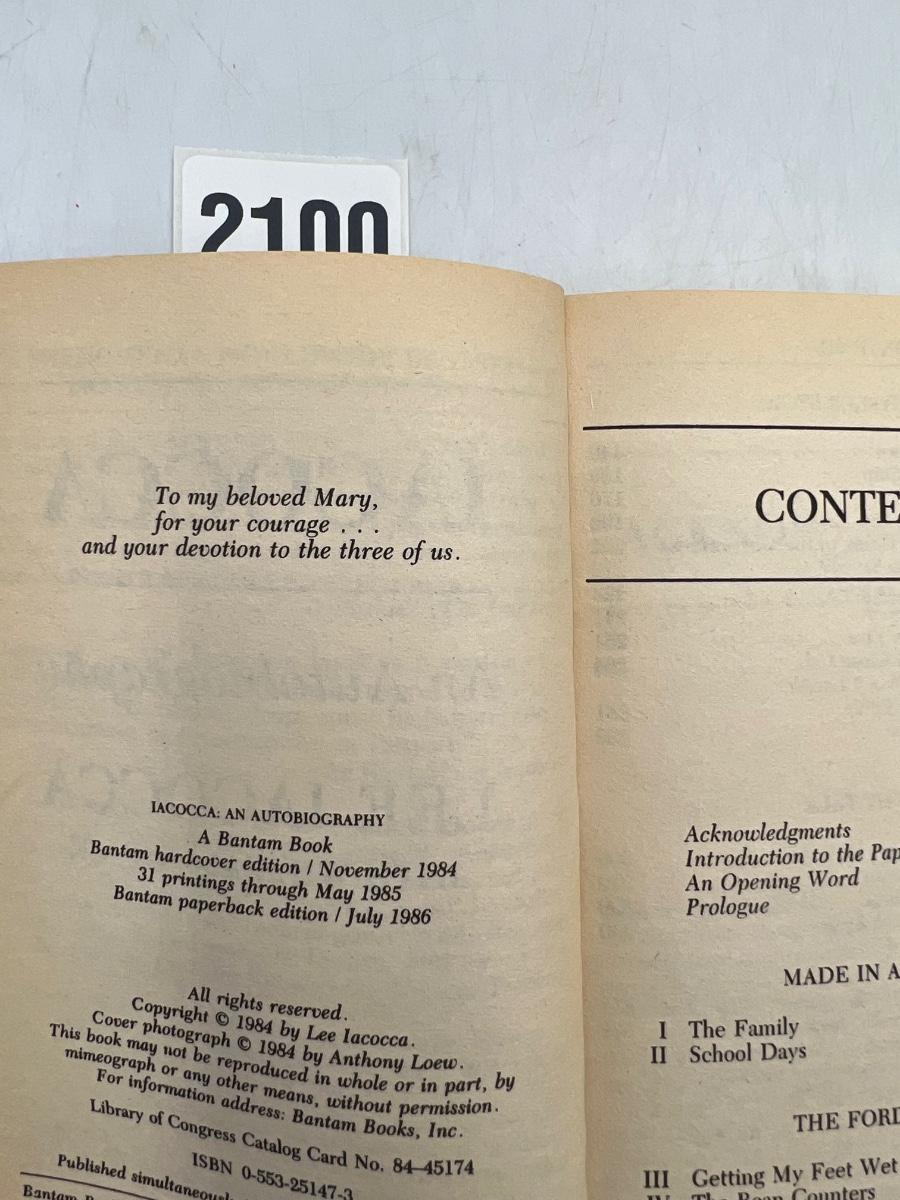 2100
To my beloved Mary,
for your courage . . .
and your devotion to the three of us.
IACOCCA: AN AUTOBIOGRAPHY
A Bantam Book
Bantam hardcover edition / November 1984
31 printings through May 1985
Bantam paperback edition / July 1986
All rights reserved.
Copyright © 1984 by Lee Iacocca.
Cover photograph © 1984 by Anthony Loew.
This book may not be reproduced in whole or in part, by
mimeograph or any other means, without permission.
For information address: Bantam Books, Inc.
Library of Congress Catalog Card No. 84-45174
ISBN 0-553-25147-3
Published simultaneously
Bantam
CONTE
Acknowledgments
Introduction to the Pap
An Opening Word
Prologue
MADE IN A
I The Family
II School Days
THE FORD
III Getting My Feet Wet
IV The Bean Counters